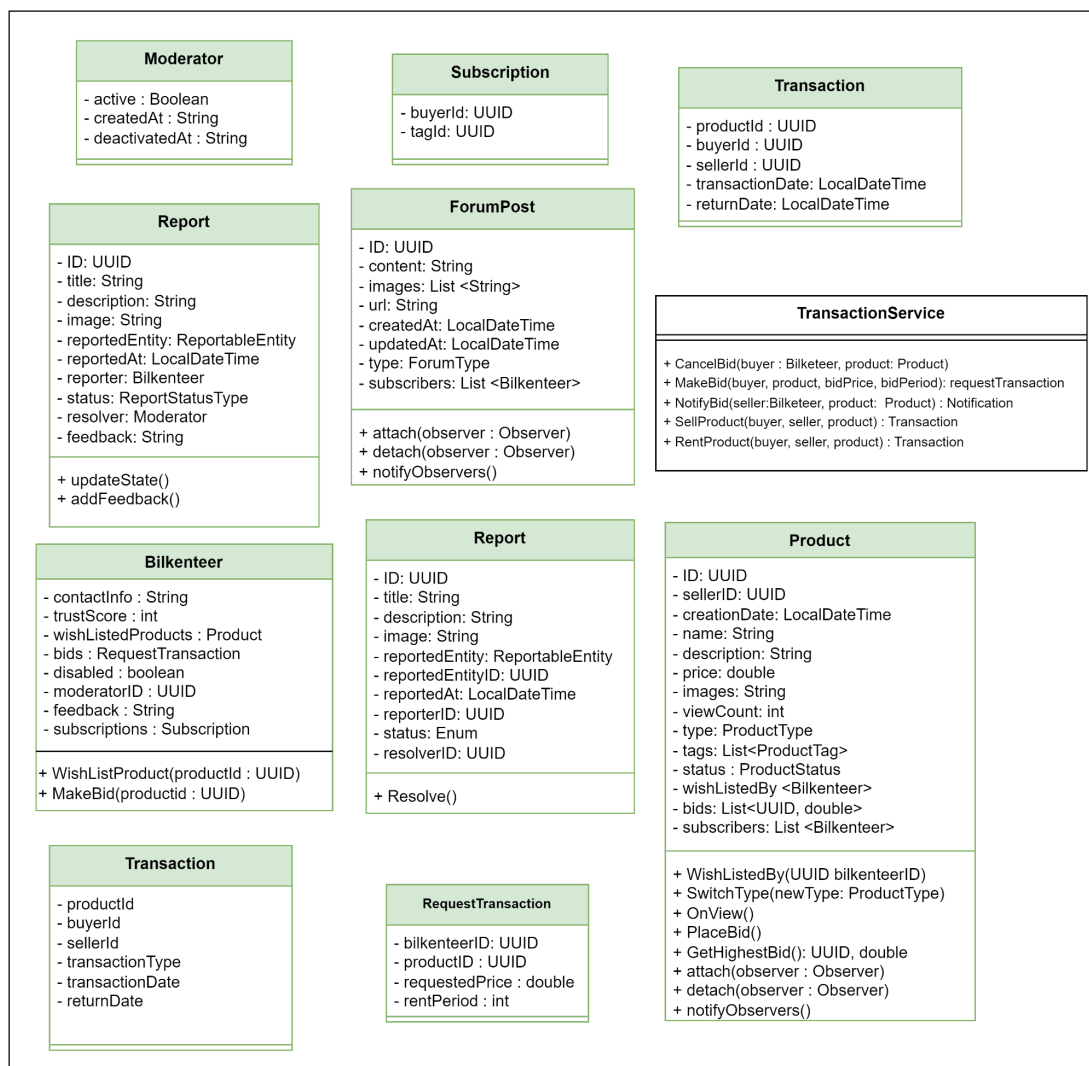 Moderator
- active : Boolean
- createdAt : String
- deactivatedAt : String
Subscription
- buyerId: UUID
- tagId: UUID
Transaction
- productId : UUID
- buyerId : UUID
- sellerId : UUID
- transactionDate: LocalDateTime
- returnDate: LocalDateTime
Report
- ID: UUID
- title: String
- description: String
- image: String
- reportedEntity: ReportableEntity
- reportedAt: LocalDateTime
- reporter: Bilkenteer
- status: ReportStatusType
- resolver: Moderator
- feedback: String
+ updateState()
+ addFeedback()
ForumPost
- ID: UUID
- content: String
- images: List <String>
- url: String
- createdAt: LocalDateTime
- updatedAt: LocalDateTime
- type: ForumType
- subscribers: List <Bilkenteer>
+ attach(observer : Observer)
+ detach(observer : Observer)
+ notifyObservers()
TransactionService
+ CancelBid(buyer : Bilketeer, product: Product)
+ MakeBid(buyer, product, bidPrice, bidPeriod): requestTransaction
+ NotifyBid(seller:Bilketeer, product: Product) : Notification
+ SellProduct(buyer, seller, product) : Transaction
+ RentProduct(buyer, seller, product) : Transaction
Bilkenteer
- contactInfo : String
- trustScore : int
- wishListedProducts : Product
- bids : RequestTransaction
- disabled : boolean
- moderatorID : UUID
- feedback : String
- subscriptions : Subscription
+ WishListProduct(productId : UUID)
+ MakeBid(productid : UUID)
Report
- ID: UUID
- title: String
- description: String
- image: String
- reportedEntity: ReportableEntity
- reportedEntityID: UUID
- reportedAt: LocalDateTime
- reporterID: UUID
- status: Enum
- resolverID: UUID
+ Resolve()
Product
- ID: UUID
- sellerID: UUID
- creationDate: LocalDateTime
- name: String
- description: String
- price: double
- images: String
- viewCount: int
- type: ProductType
- tags: List<ProductTag>
- status : ProductStatus
- wishListedBy <Bilkenteer>
- bids: List<UUID, double>
- subscribers: List <Bilkenteer>
+ WishListedBy(UUID bilkenteerID)
+ SwitchType(newType: ProductType)
+ OnView()
+ PlaceBid()
+ GetHighestBid(): UUID, double
+ attach(observer : Observer)
+ detach(observer : Observer)
+ notifyObservers()
Transaction
- productId
- buyerId
- sellerId
- transactionType
- transactionDate
- returnDate
RequestTransaction
- bilkenteerID: UUID
- productID : UUID
- requestedPrice : double
- rentPeriod : int